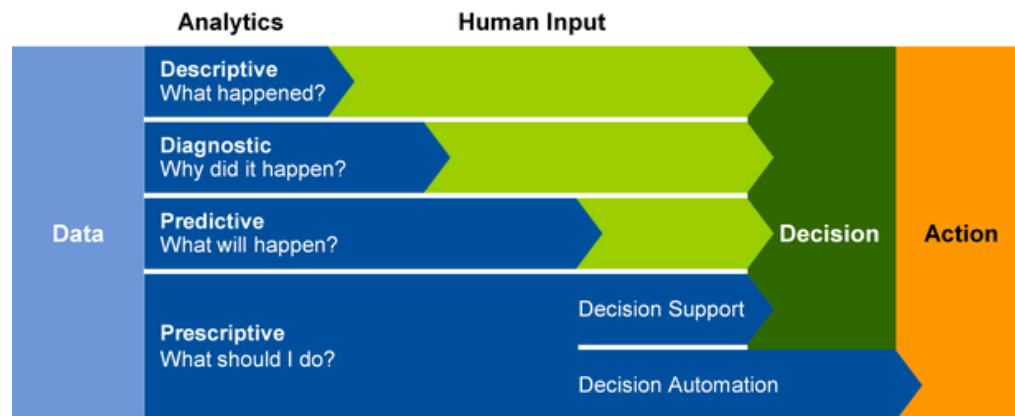 Analytics
Human Input
Descriptive
What happened?
Diagnostic
Why did it happen?
Predictive
What will happen?
Data
Decision
Action
Prescriptive
What should I do?
Decision Support
Decision Automation